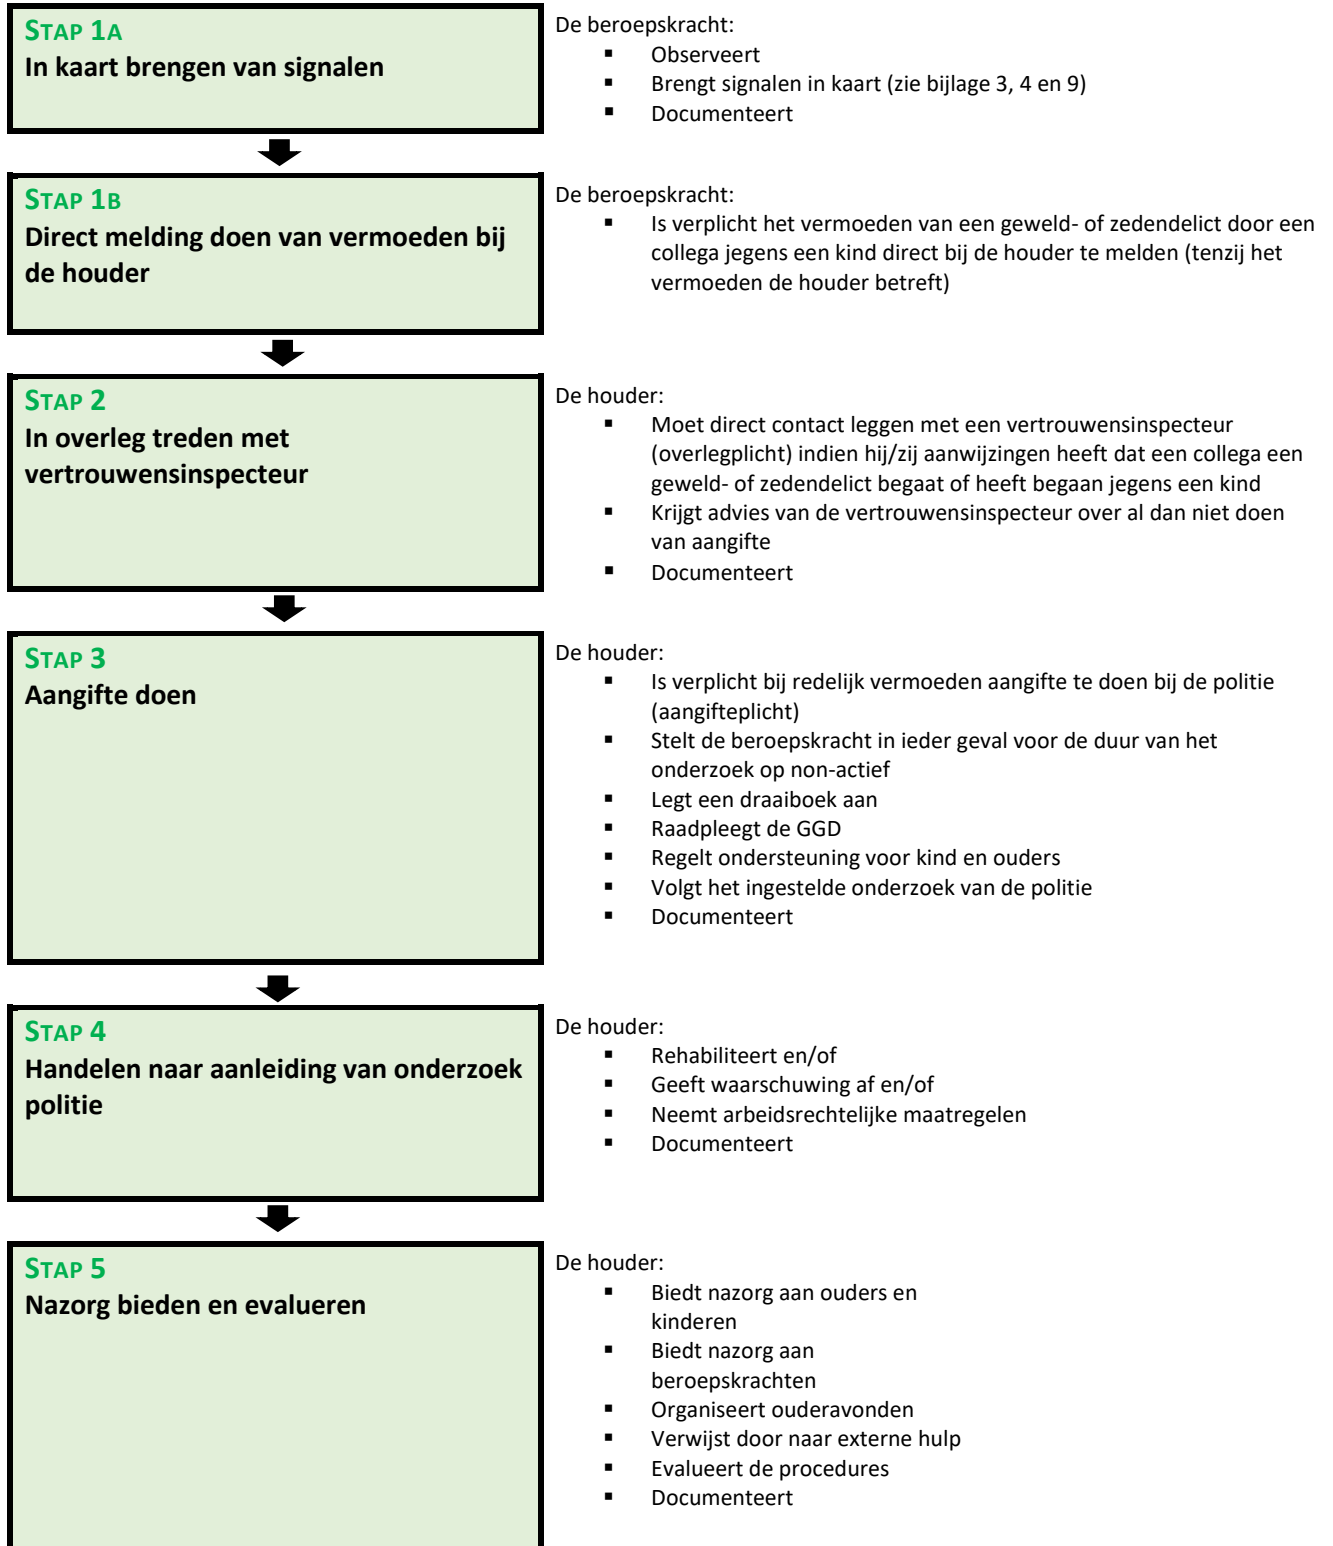 STAP 1A
In kaart brengen van signalen
De beroepskracht:
▪ Observeert
▪ Brengt signalen in kaart (zie bijlage 3, 4 en 9)
▪ Documenteert
STAP 1B
Direct melding doen van vermoeden bij
de houder
De beroepskracht:
▪ Is verplicht het vermoeden van een geweld- of zedendelict door een
collega jegens een kind direct bij de houder te melden (tenzij het
vermoeden de houder betreft)
STAP 2
In overleg treden met
vertrouwensinspecteur
De houder:
▪ Moet direct contact leggen met een vertrouwensinspecteur
(overlegplicht) indien hij/zij aanwijzingen heeft dat een collega een
geweld- of zedendelict begaat of heeft begaan jegens een kind
▪ Krijgt advies van de vertrouwensinspecteur over al dan niet doen
van aangifte
▪ Documenteert
STAP 3
Aangifte doen
De houder:
▪ Is verplicht bij redelijk vermoeden aangifte te doen bij de politie
(aangifteplicht)
▪ Stelt de beroepskracht in ieder geval voor de duur van het
onderzoek op non-actief
▪ Legt een draaiboek aan
▪ Raadpleegt de GGD
▪ Regelt ondersteuning voor kind en ouders
▪ Volgt het ingestelde onderzoek van de politie
▪ Documenteert
STAP 4
Handelen naar aanleiding van onderzoek
politie
De houder:
▪ Rehabiliteert en/of
▪ Geeft waarschuwing af en/of
▪ Neemt arbeidsrechtelijke maatregelen
▪ Documenteert
STAP 5
Nazorg bieden en evalueren
De houder:
▪ Biedt nazorg aan ouders en
kinderen
▪ Biedt nazorg aan
beroepskrachten
▪ Organiseert ouderavonden
▪ Verwijst door naar externe hulp
▪ Evalueert de procedures
▪ Documenteert